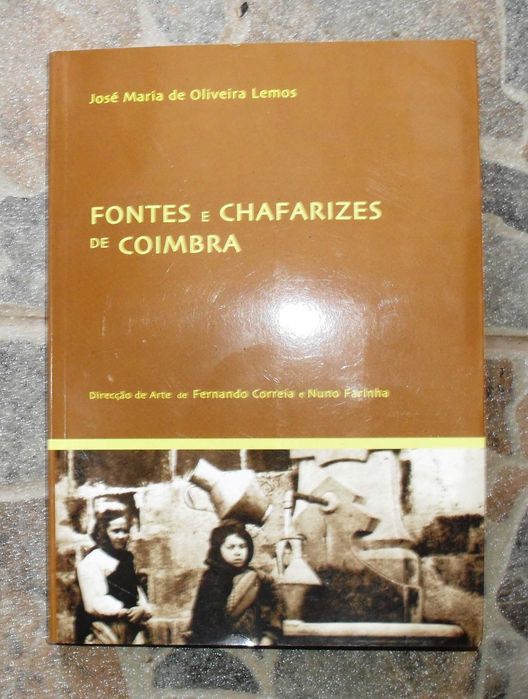 José Maria de Oliveira Lemos
FONTES E CHAFARIZES
DE COIMBRA
Direcção de Arte de Fernando Correia e Nuno Farinha